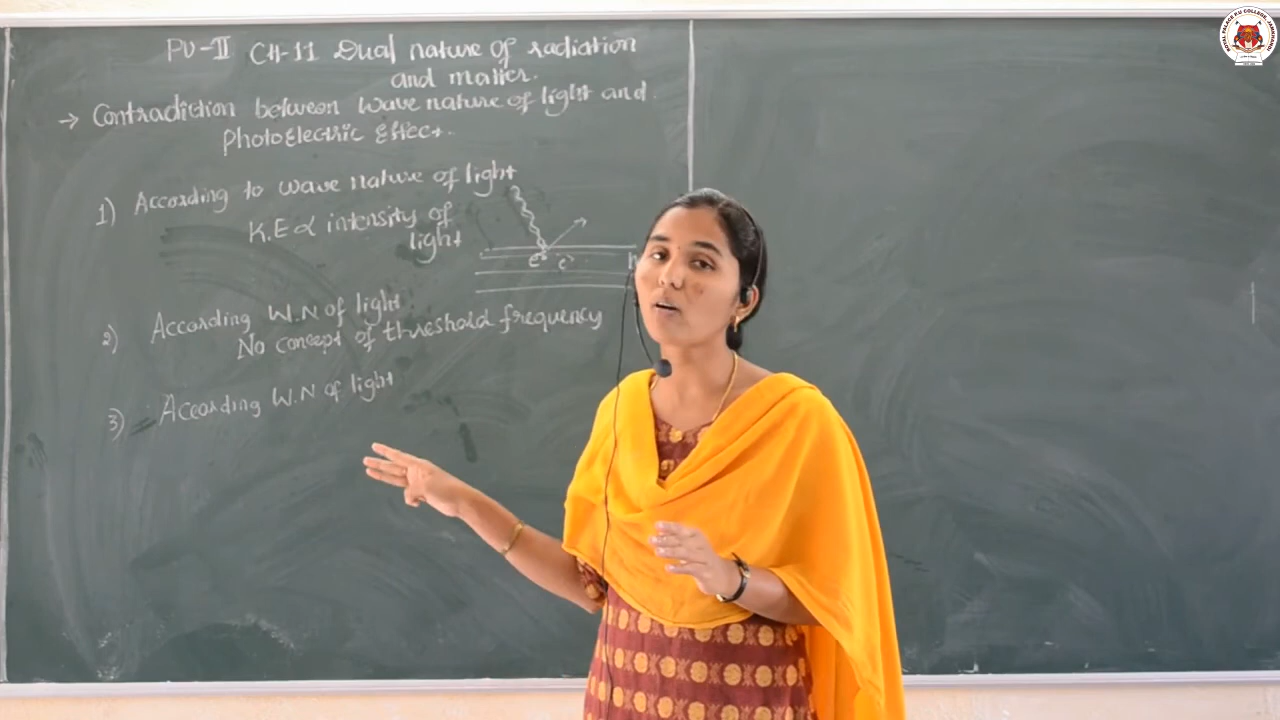 PU-II CH-11 Dual nature of radiation
and matter.
→ Contradiction between wave nature of light and
Photoelectric Effect.
1) According to wave nature of light
K.E ∝ intensity of
light
e⁻ e⁻
2) According W.N of light
No concept of threshold frequency
3) According W.N of light